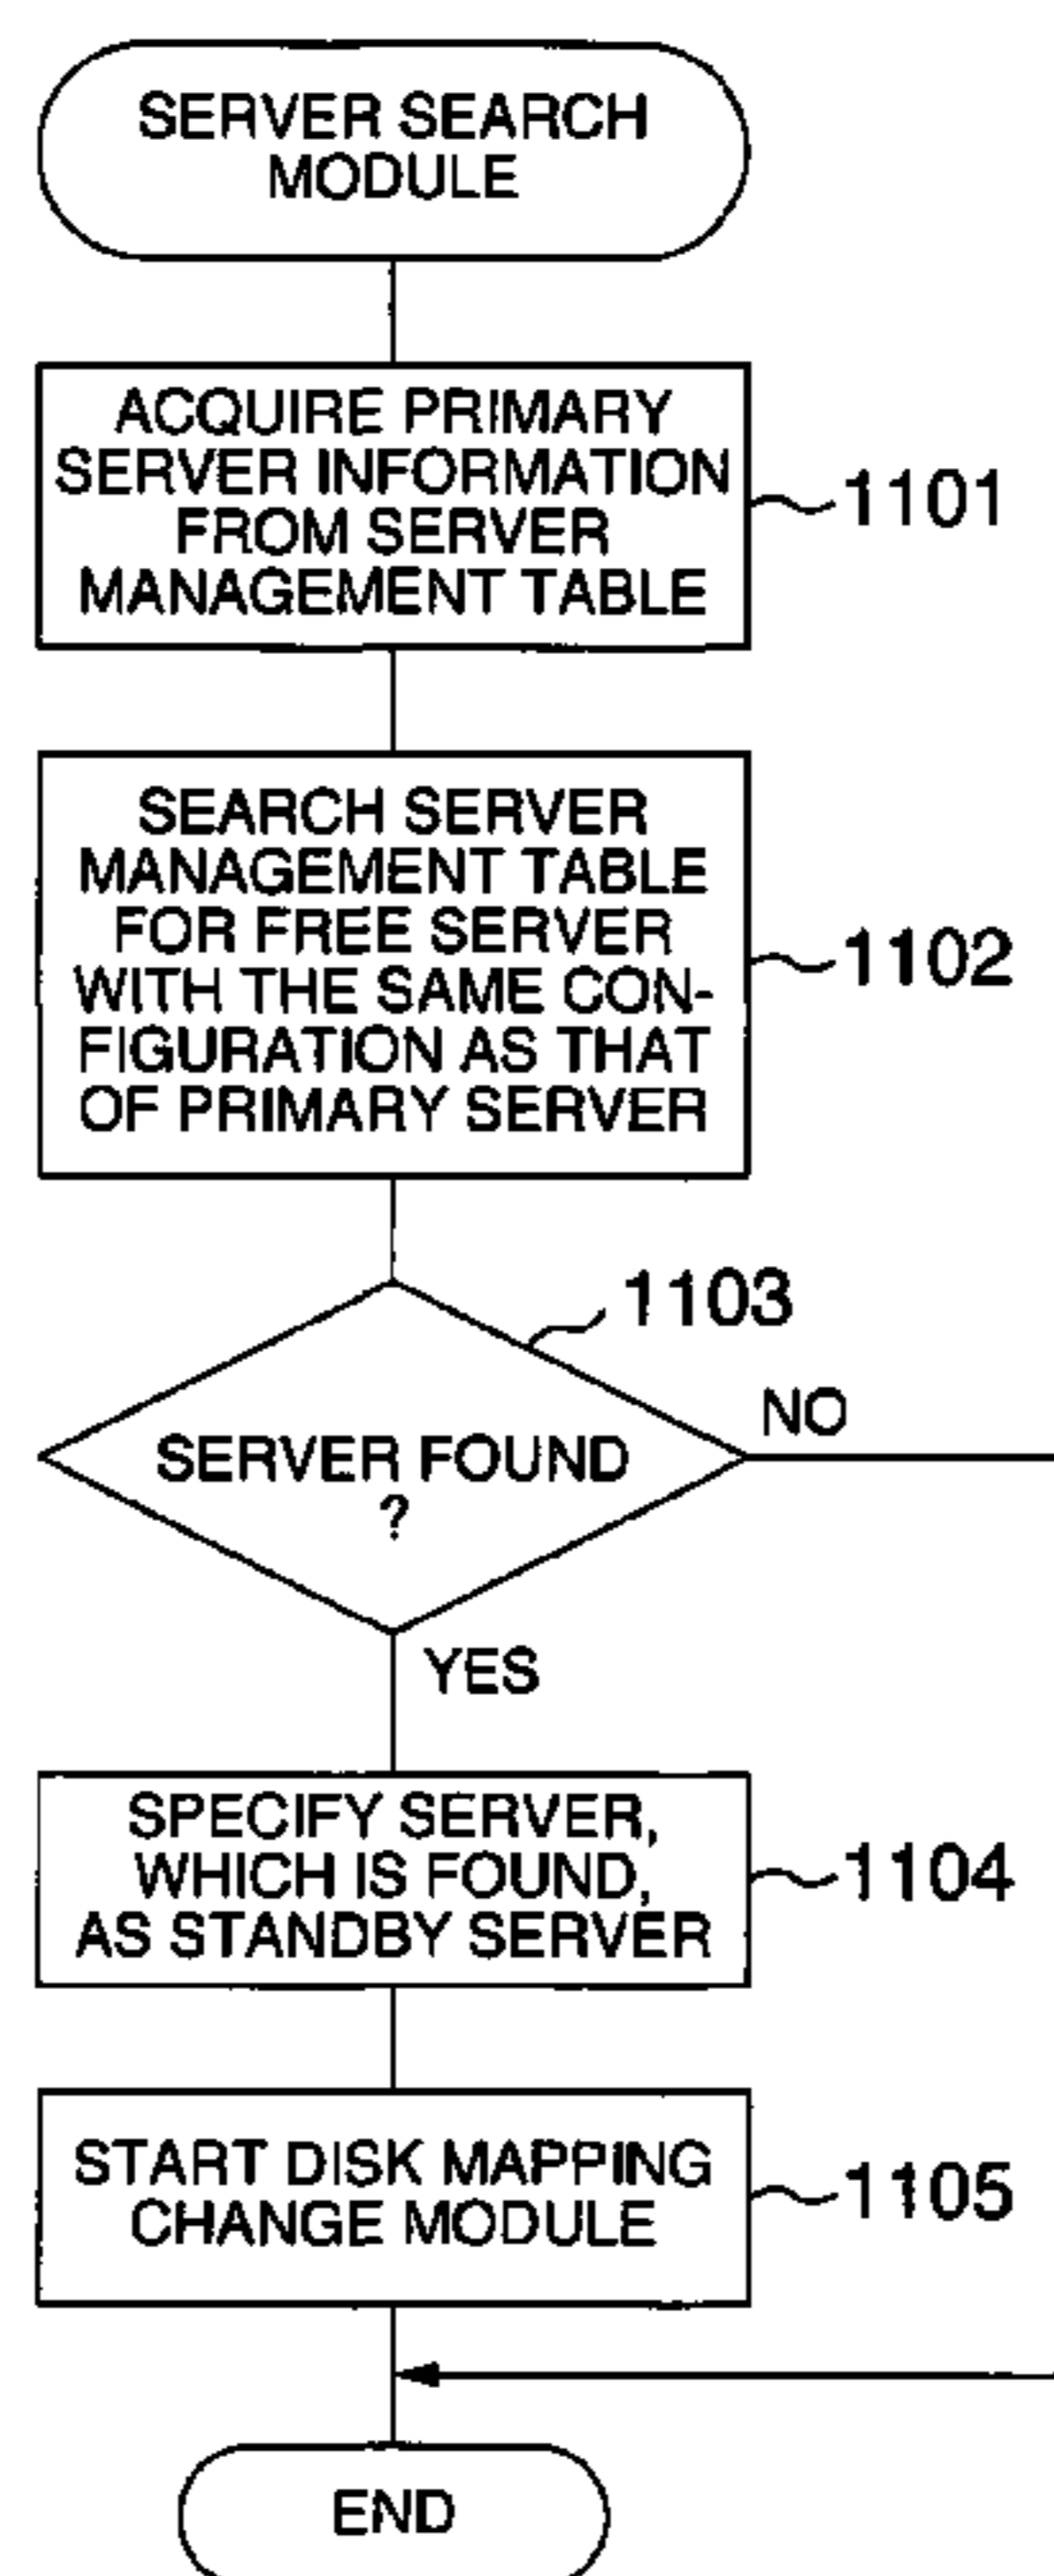 SERVER SEARCH
MODULE
ACQUIRE PRIMARY
SERVER INFORMATION
FROM SERVER
MANAGEMENT TABLE
1101
SEARCH SERVER
MANAGEMENT TABLE
FOR FREE SERVER
WITH THE SAME CON-
FIGURATION AS THAT
OF PRIMARY SERVER
1102
1103
SERVER FOUND
?
NO
YES
SPECIFY SERVER,
WHICH IS FOUND,
AS STANDBY SERVER
1104
START DISK MAPPING
CHANGE MODULE
1105
END